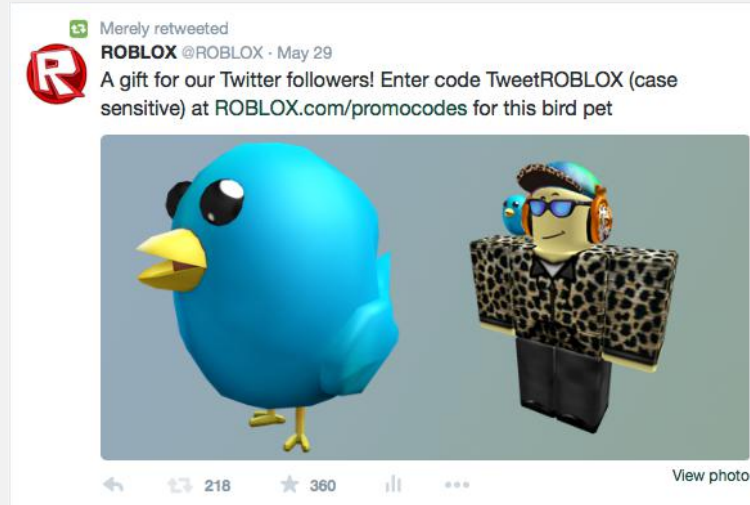 Merely retweeted
ROBLOX @ROBLOX · May 29
A gift for our Twitter followers! Enter code TweetROBLOX (case
sensitive) at ROBLOX.com/promocodes for this bird pet
218 360
View photo